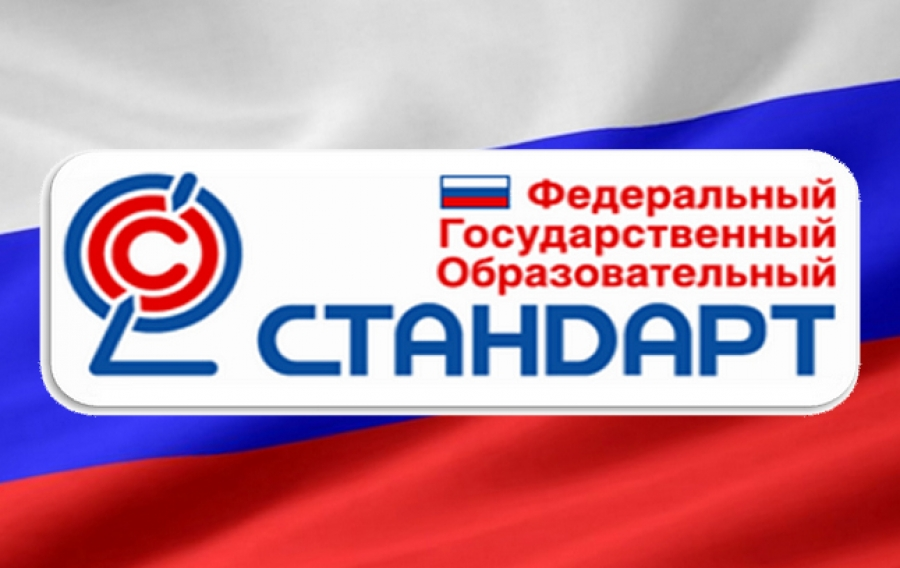 Федеральный
Государственный
Образовательный
СТАНДАРТ